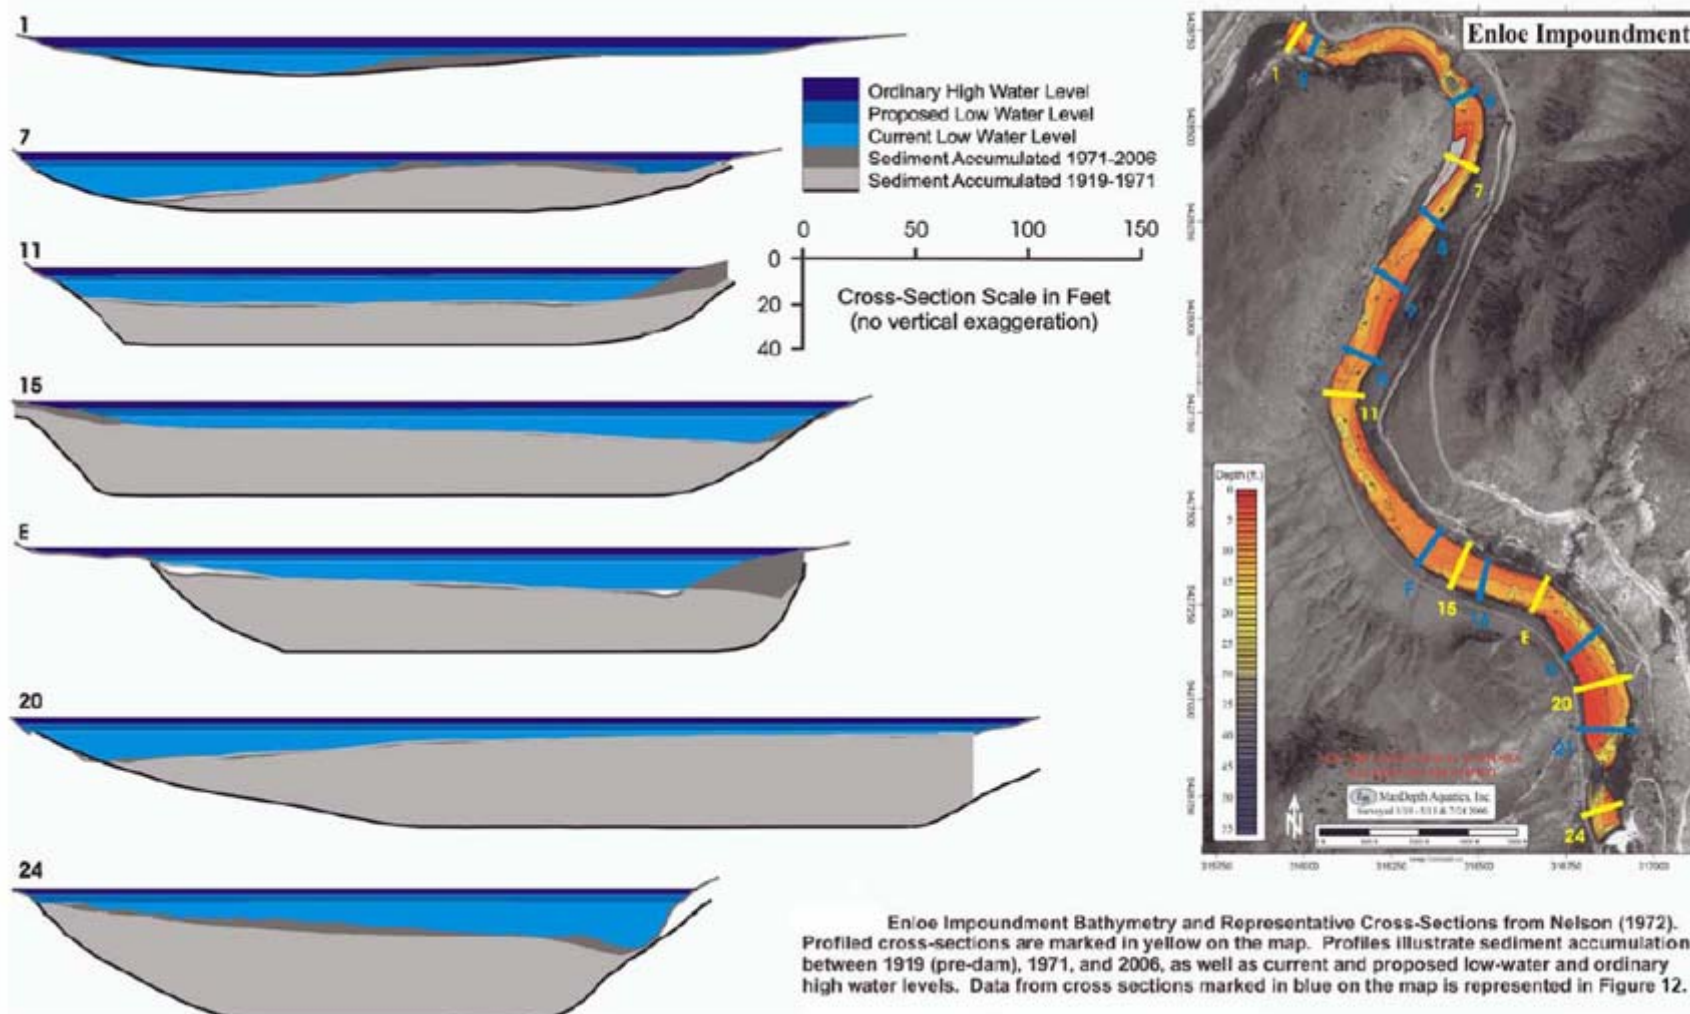 1
7
11
15
E
20
24
Ordinary High Water Level
Proposed Low Water Level
Current Low Water Level
Sediment Accumulated 1971-2006
Sediment Accumulated 1919-1971
0 50 100 150
0
20
40
Cross-Section Scale in Feet
(no vertical exaggeration)
Enloe Impoundment
1
7
11
F
15
E
20
24
Depth (ft.)
MaxDepth Aquatics, Inc.
N
Enloe Impoundment Bathymetry and Representative Cross-Sections from Nelson (1972).
Profiled cross-sections are marked in yellow on the map. Profiles illustrate sediment accumulation
between 1919 (pre-dam), 1971, and 2006, as well as current and proposed low-water and ordinary
high water levels. Data from cross sections marked in blue on the map is represented in Figure 12.